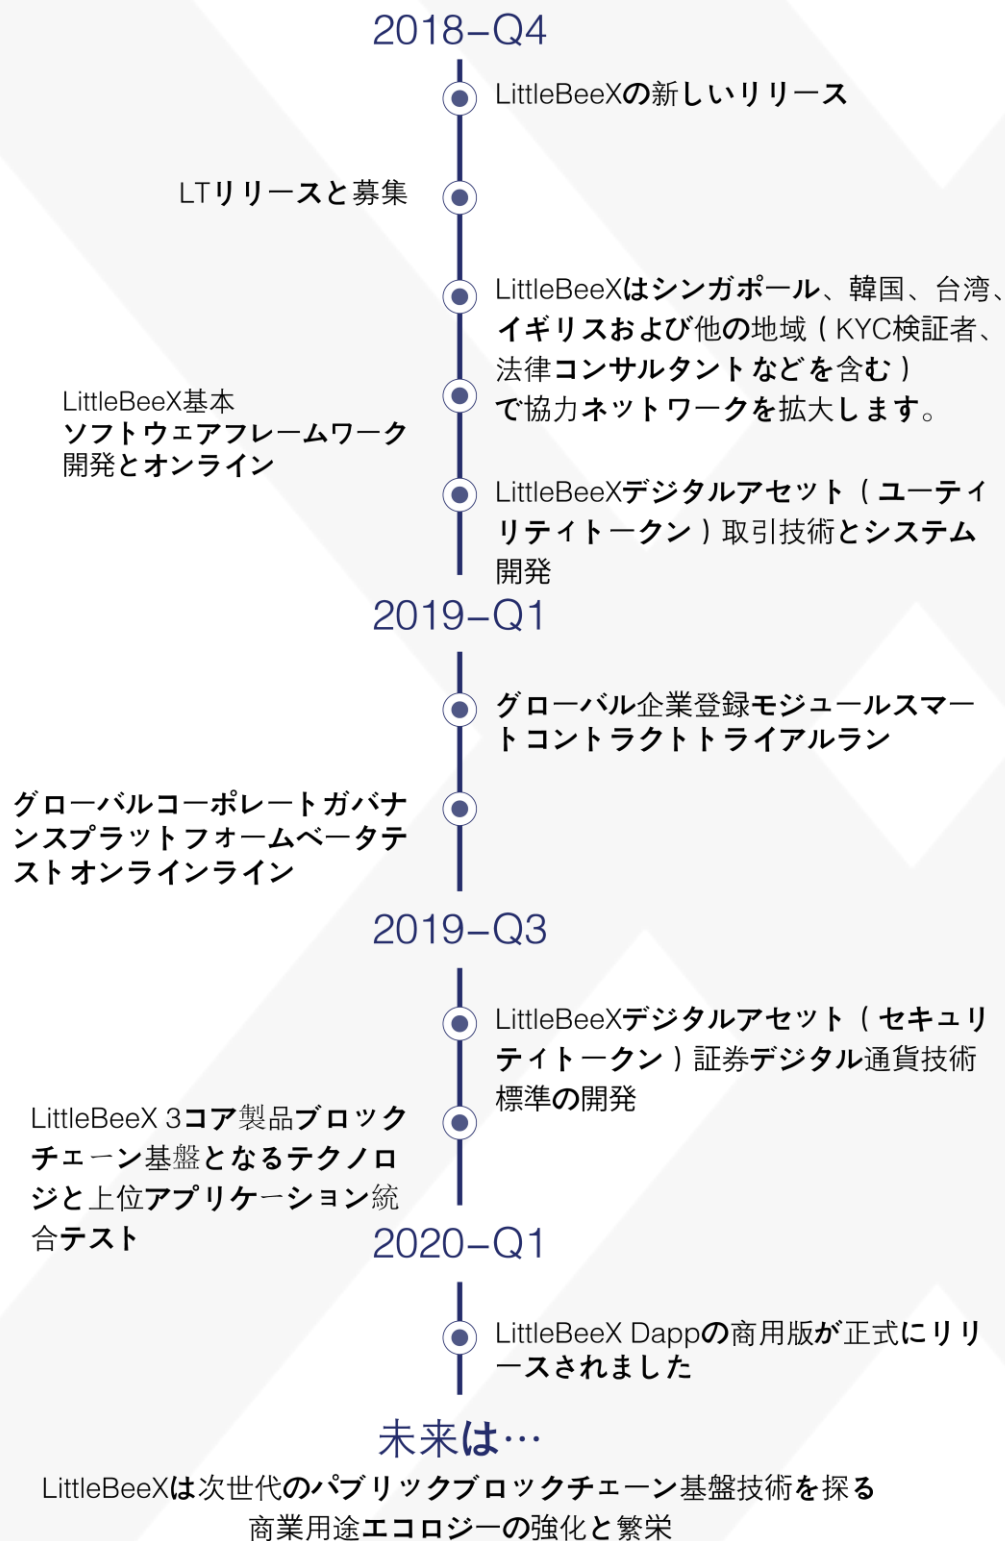 2018–Q4
LittleBeeXの新しいリリース
LTリリースと募集
LittleBeeXはシンガポール、韓国、台湾、
イギリスおよび他の地域（KYC検証者、
法律コンサルタントなどを含む）
で協力ネットワークを拡大します。
LittleBeeX基本
ソフトウェアフレームワーク
開発とオンライン
LittleBeeXデジタルアセット（ユーティ
リティトークン）取引技術とシステム
開発
2019–Q1
グローバル企業登録モジュールスマー
トコントラクトトライアルラン
グローバルコーポレートガバナ
ンスプラットフォームベータテ
ストオンラインライン
2019–Q3
LittleBeeXデジタルアセット（セキュリ
ティトークン）証券デジタル通貨技術
標準の開発
LittleBeeX 3コア製品ブロック
チェーン基盤となるテクノロ
ジと上位アプリケーション統
合テスト
2020–Q1
LittleBeeX Dappの商用版が正式にリリ
ースされました
未来は…
LittleBeeXは次世代のパブリックブロックチェーン基盤技術を探る
商業用途エコロジーの強化と繁栄